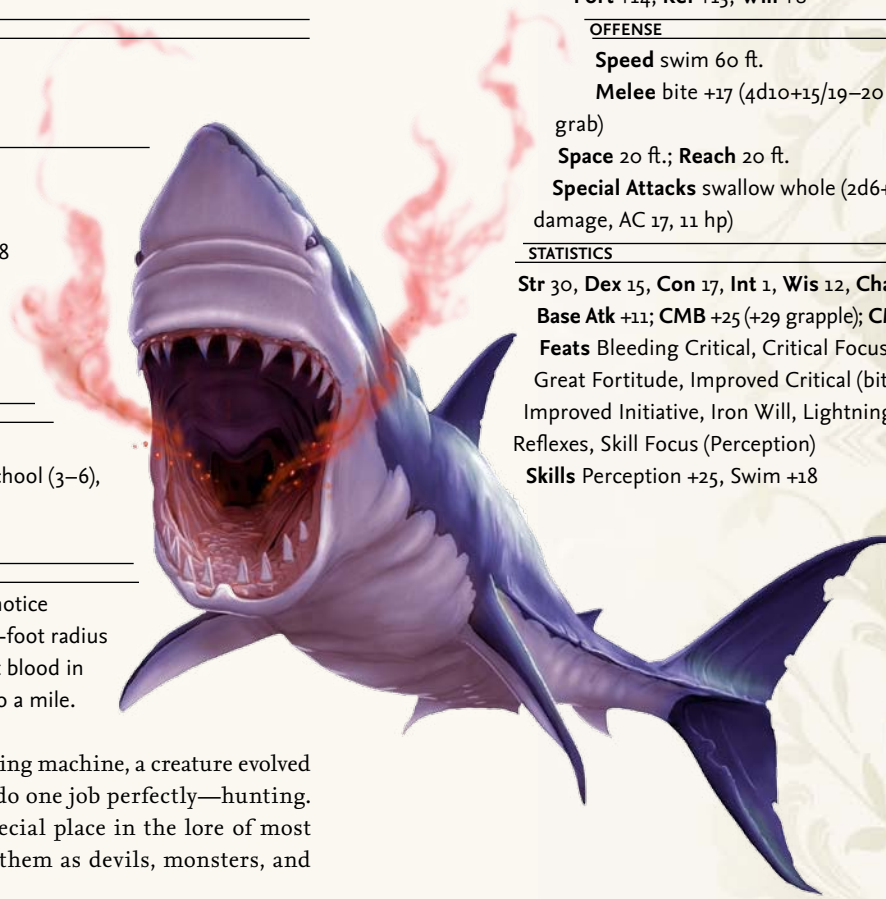 8
chool (3–6),
notice
-foot radius
t blood in
o a mile.
ing machine, a creature evolved
do one job perfectly—hunting.
ecial place in the lore of most
them as devils, monsters, and
Fort +14, Ref +15, Will +8
OFFENSE
Speed swim 60 ft.
Melee bite +17 (4d10+15/19–20
grab)
Space 20 ft.; Reach 20 ft.
Special Attacks swallow whole (2d6+
damage, AC 17, 11 hp)
STATISTICS
Str 30, Dex 15, Con 17, Int 1, Wis 12, Cha
Base Atk +11; CMB +25 (+29 grapple); CM
Feats Bleeding Critical, Critical Focus
Great Fortitude, Improved Critical (bit
Improved Initiative, Iron Will, Lightning
Reflexes, Skill Focus (Perception)
Skills Perception +25, Swim +18